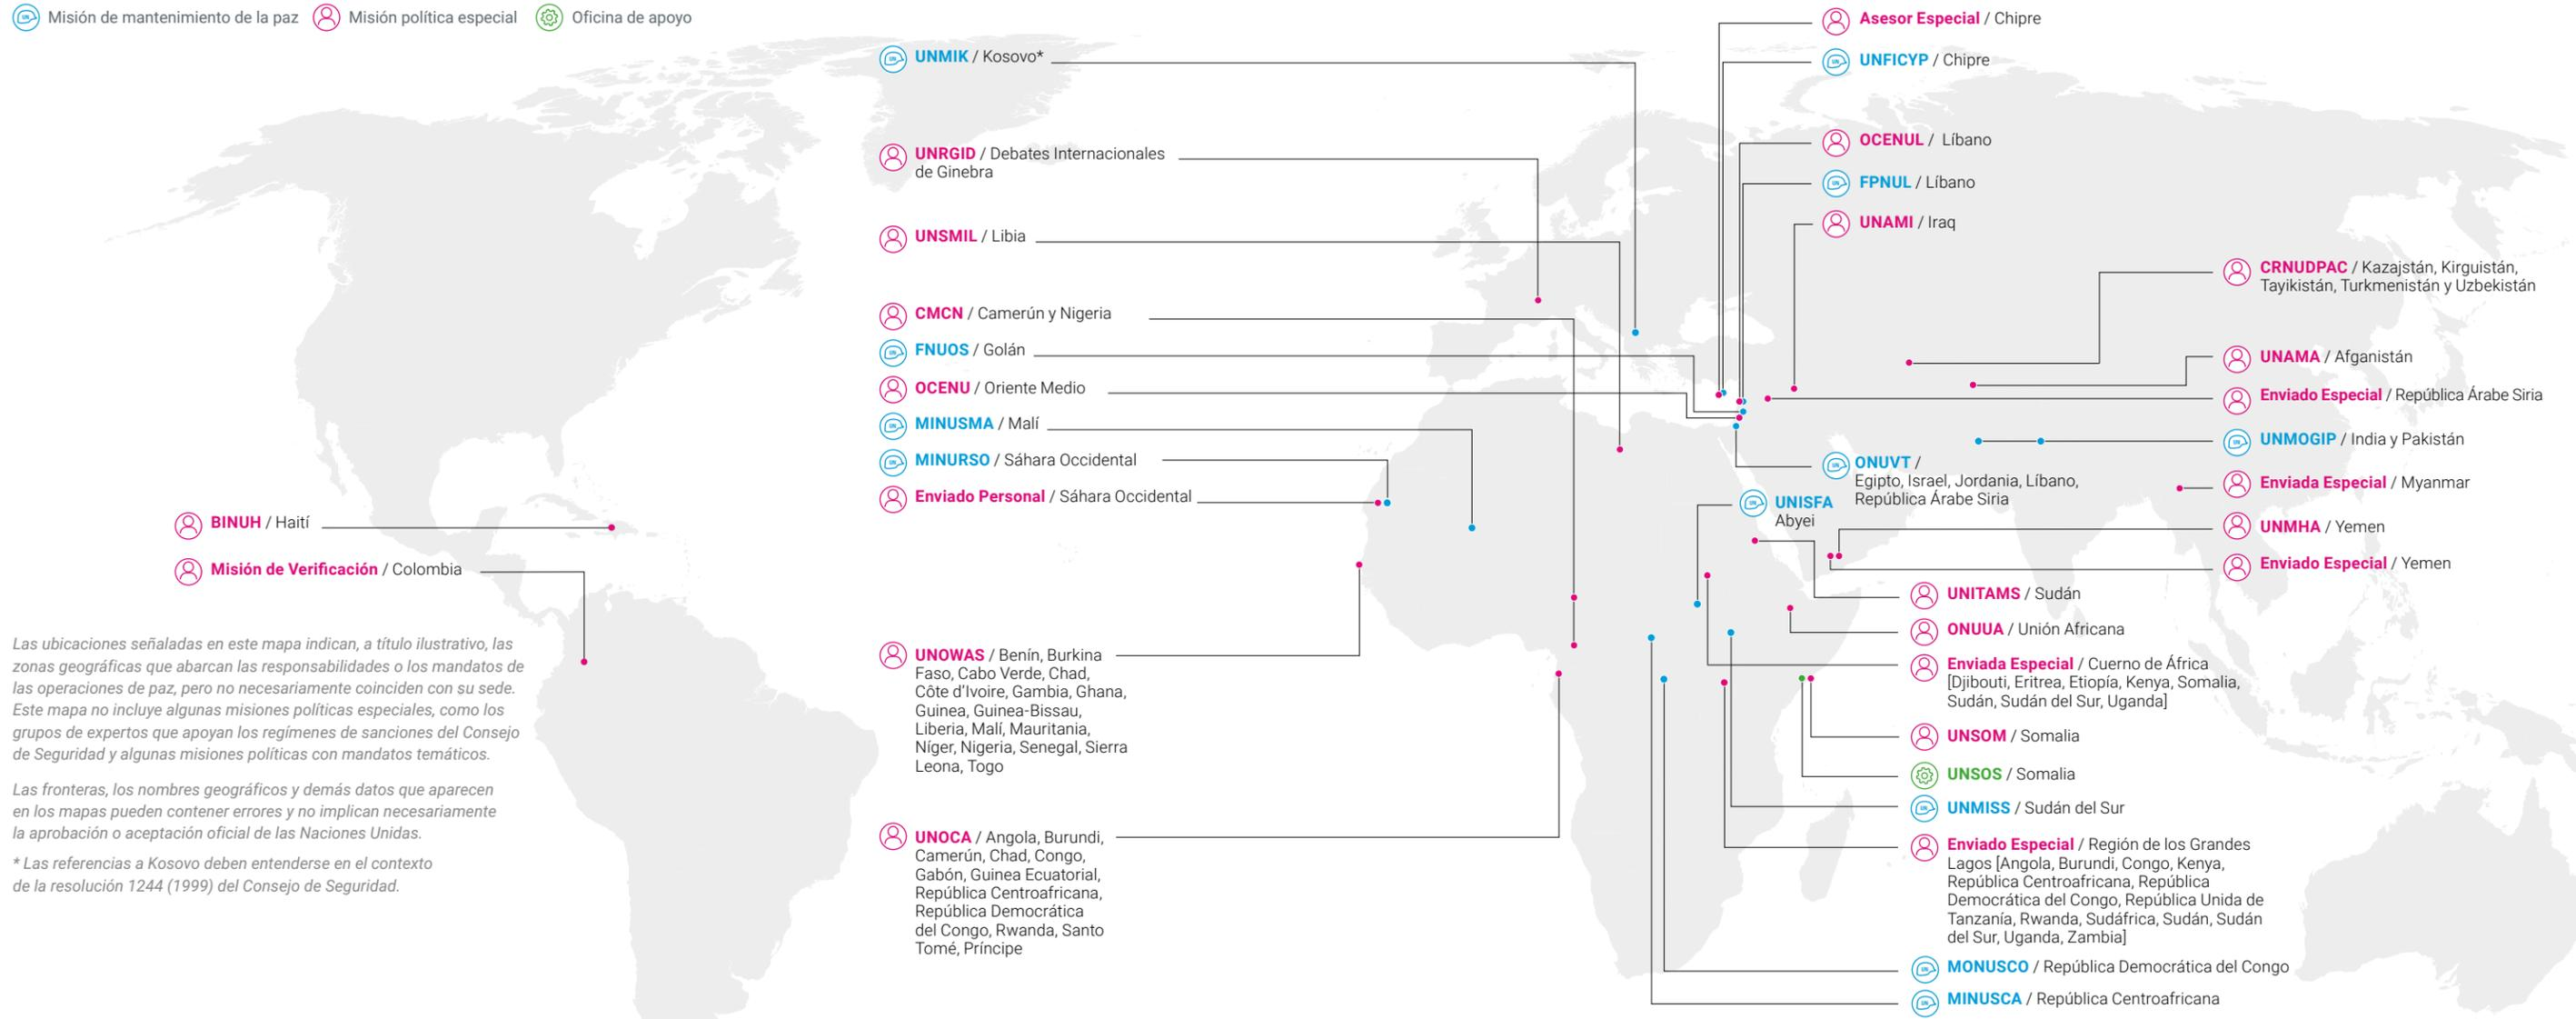 Misión de mantenimiento de la paz
Misión política especial
Oficina de apoyo
UNMIK / Kosovo*
UNRGID / Debates Internacionales
de Ginebra
UNSMIL / Libia
CMCN / Camerún y Nigeria
FNUOS / Golán
OCENU / Oriente Medio
MINUSMA / Malí
MINURSO / Sáhara Occidental
Enviado Personal / Sáhara Occidental
BINUH / Haití
Misión de Verificación / Colombia
UNOWAS / Benín, Burkina
Faso, Cabo Verde, Chad,
Côte d'Ivoire, Gambia, Ghana,
Guinea, Guinea-Bissau,
Liberia, Malí, Mauritania,
Níger, Nigeria, Senegal, Sierra
Leona, Togo
UNOCA / Angola, Burundi,
Camerún, Chad, Congo,
Gabón, Guinea Ecuatorial,
República Centroafricana,
República Democrática
del Congo, Rwanda, Santo
Tomé, Príncipe
Asesor Especial / Chipre
UNFICYP / Chipre
OCENUL / Líbano
FPNUL / Líbano
UNAMI / Iraq
CRNUDPAC / Kazajstán, Kirguistán,
Tayikistán, Turkmenistán y Uzbekistán
UNAMA / Afganistán
Enviado Especial / República Árabe Siria
UNMOGIP / India y Pakistán
ONUVT /
Egipto, Israel, Jordania, Líbano,
República Árabe Siria
UNISFA
Abyei
Enviada Especial / Myanmar
UNMHA / Yemen
Enviado Especial / Yemen
UNITAMS / Sudán
ONUUA / Unión Africana
Enviada Especial / Cuerno de África
[Djibouti, Eritrea, Etiopía, Kenya, Somalia,
Sudán, Sudán del Sur, Uganda]
UNSOM / Somalia
UNSOS / Somalia
UNMISS / Sudán del Sur
Enviado Especial / Región de los Grandes
Lagos [Angola, Burundi, Congo, Kenya,
República Centroafricana, República
Democrática del Congo, República Unida de
Tanzanía, Rwanda, Sudáfrica, Sudán, Sudán
del Sur, Uganda, Zambia]
MONUSCO / República Democrática del Congo
MINUSCA / República Centroafricana
Las ubicaciones señaladas en este mapa indican, a título ilustrativo, las
zonas geográficas que abarcan las responsabilidades o los mandatos de
las operaciones de paz, pero no necesariamente coinciden con su sede.
Este mapa no incluye algunas misiones políticas especiales, como los
grupos de expertos que apoyan los regímenes de sanciones del Consejo
de Seguridad y algunas misiones políticas con mandatos temáticos.
Las fronteras, los nombres geográficos y demás datos que aparecen
en los mapas pueden contener errores y no implican necesariamente
la aprobación o aceptación oficial de las Naciones Unidas.
* Las referencias a Kosovo deben entenderse en el contexto
de la resolución 1244 (1999) del Consejo de Seguridad.